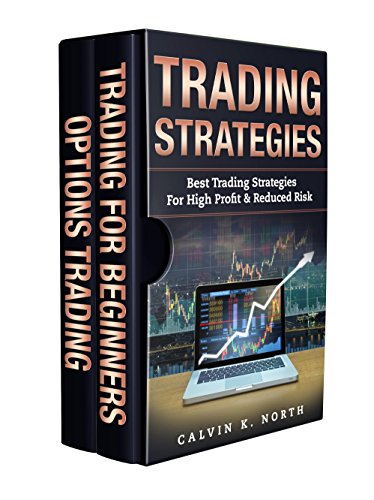 TRADING
STRATEGIES
Best Trading Strategies
For High Profit & Reduced Risk
CALVIN K. NORTH
TRADING FOR BEGINNERS
OPTIONS TRADING